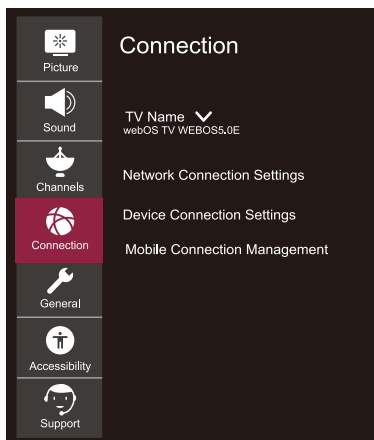 Picture
Sound
Channels
Connection
General
Accessibility
Support
Connection
TV Name
webOS TV WEBOS5.0E
Network Connection Settings
Device Connection Settings
Mobile Connection Management